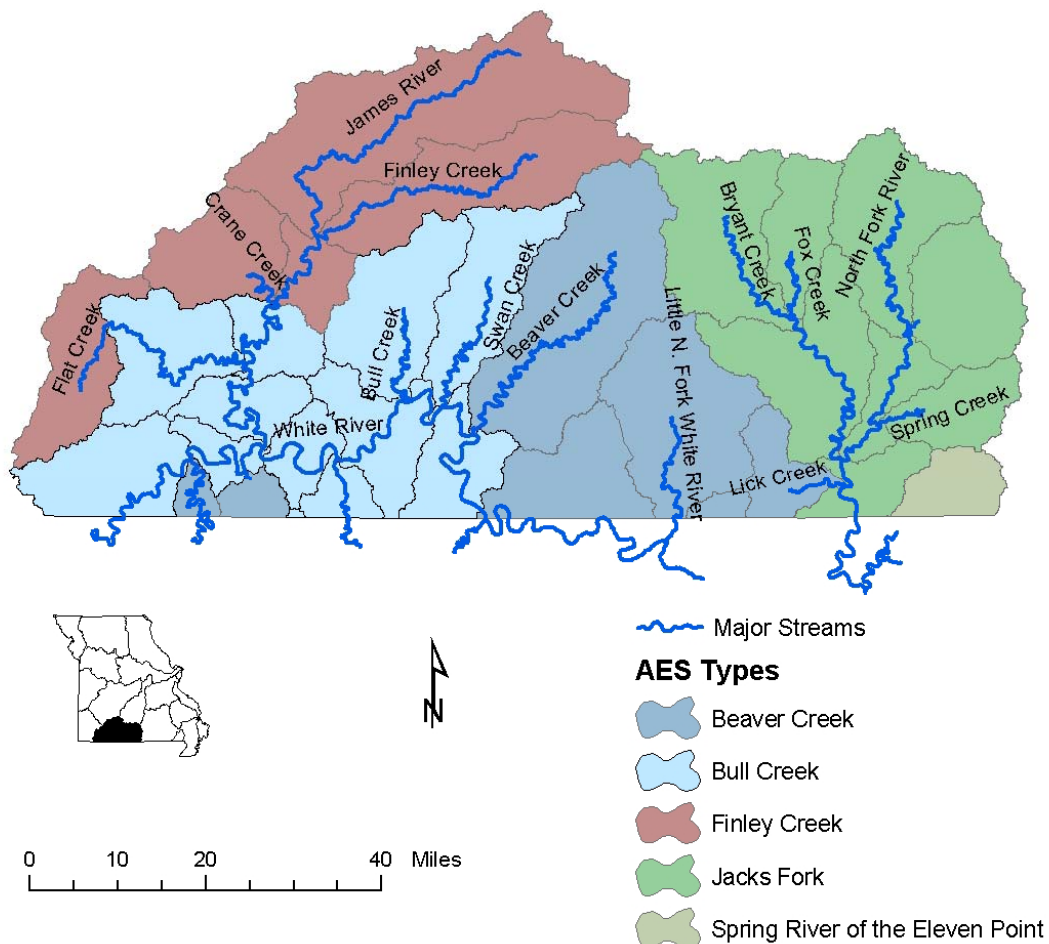 James River
Finley Creek
Crane Creek
Flat Creek
Bull Creek
Swan Creek
Beaver Creek
White River
Little N. Fork White River
Bryant Creek
Fox Creek
North Fork River
Spring Creek
Lick Creek
N
0 10 20 40 Miles
Major Streams
AES Types
Beaver Creek
Bull Creek
Finley Creek
Jacks Fork
Spring River of the Eleven Point